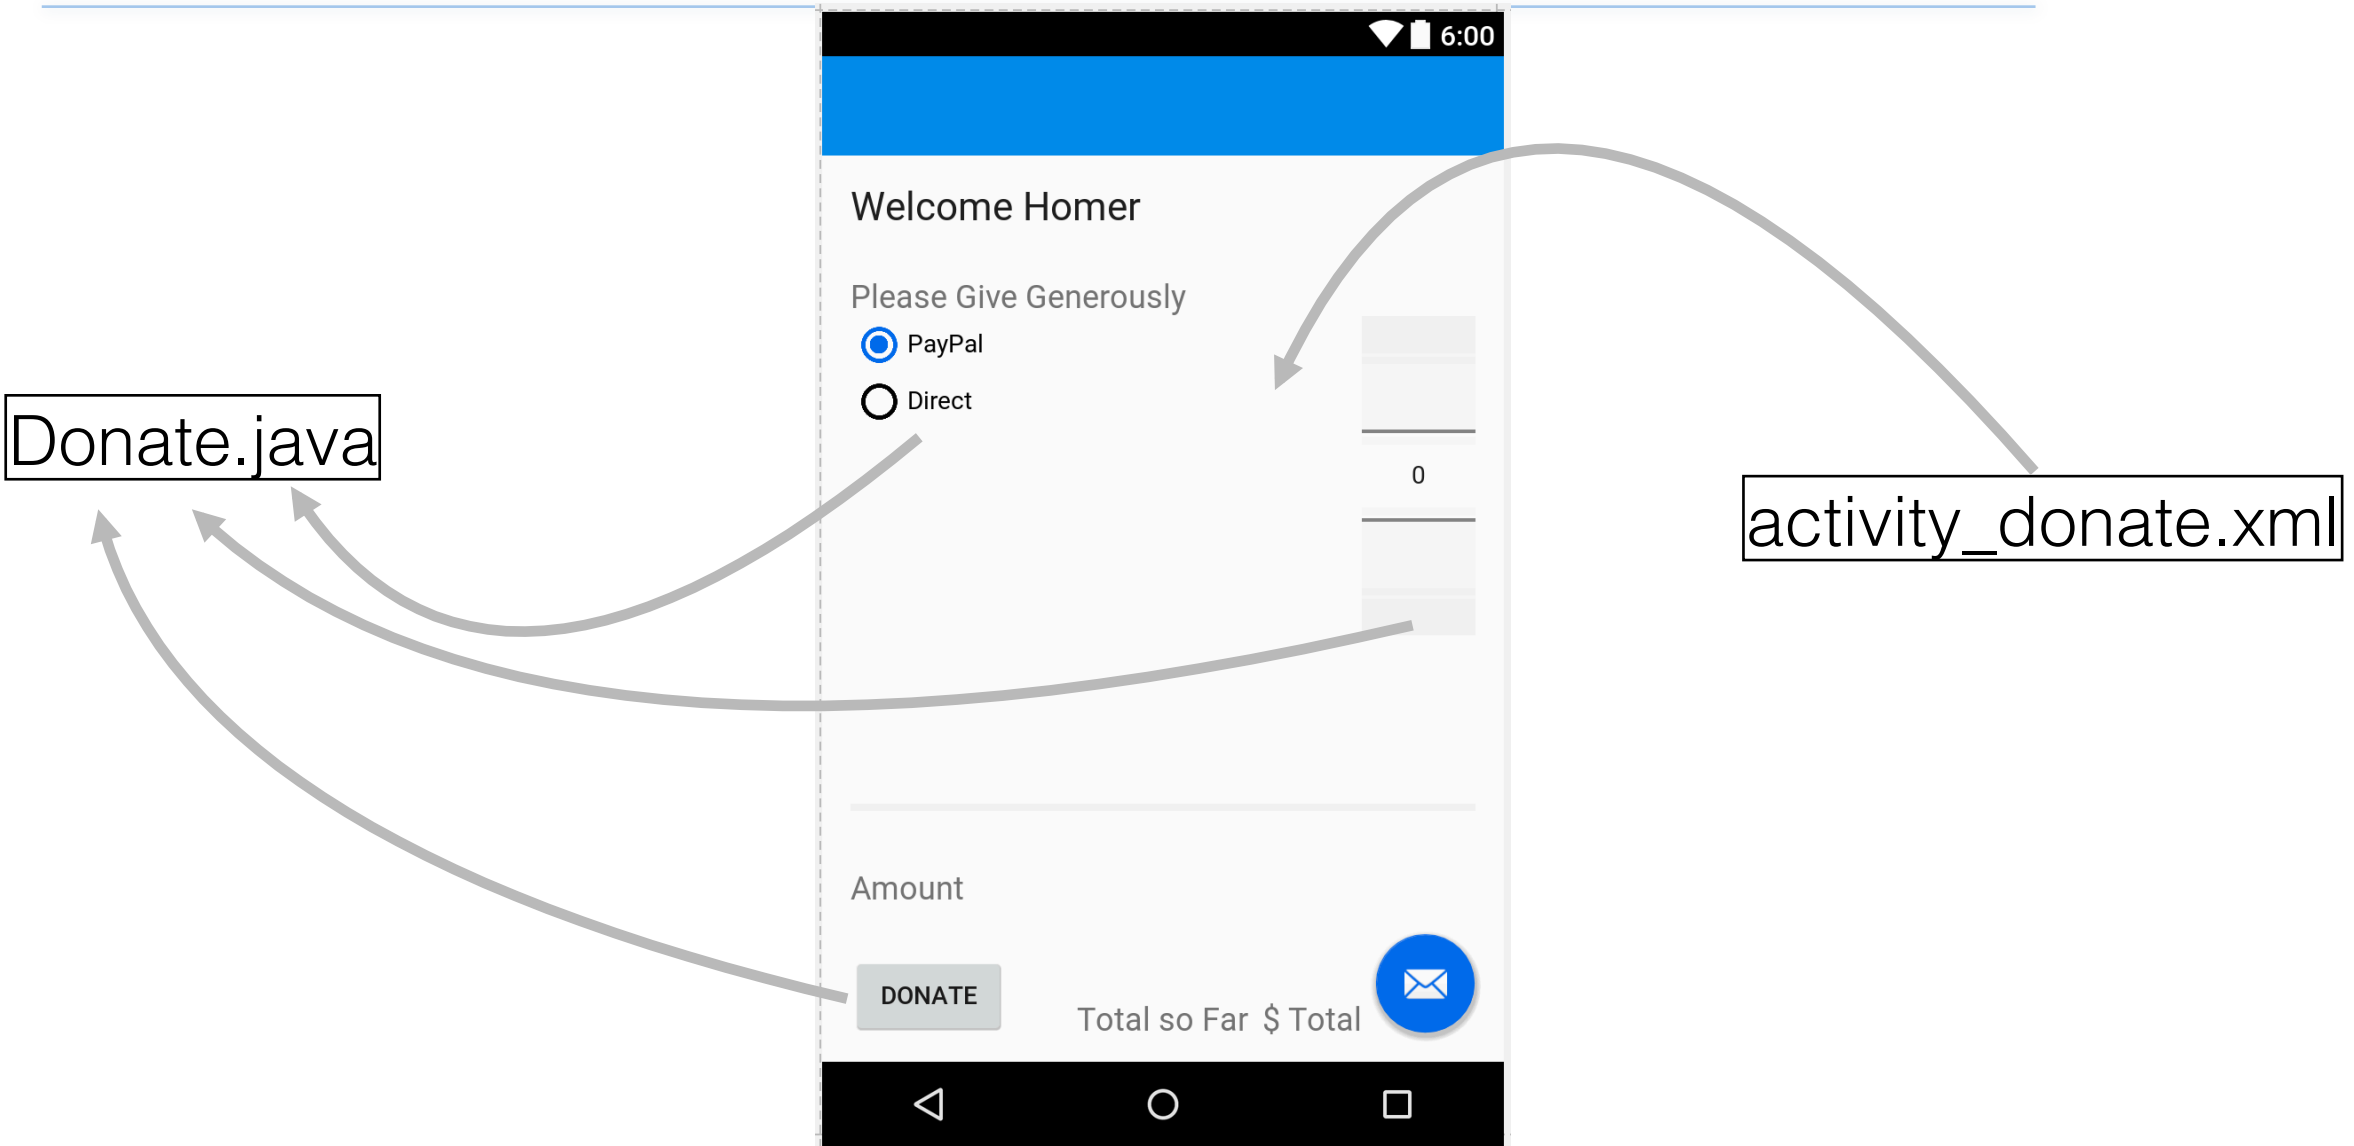 6:00
Welcome Homer
Please Give Generously
PayPal
Direct
Donate.java
0
activity_donate.xml
Amount
DONATE
Total so Far $ Total